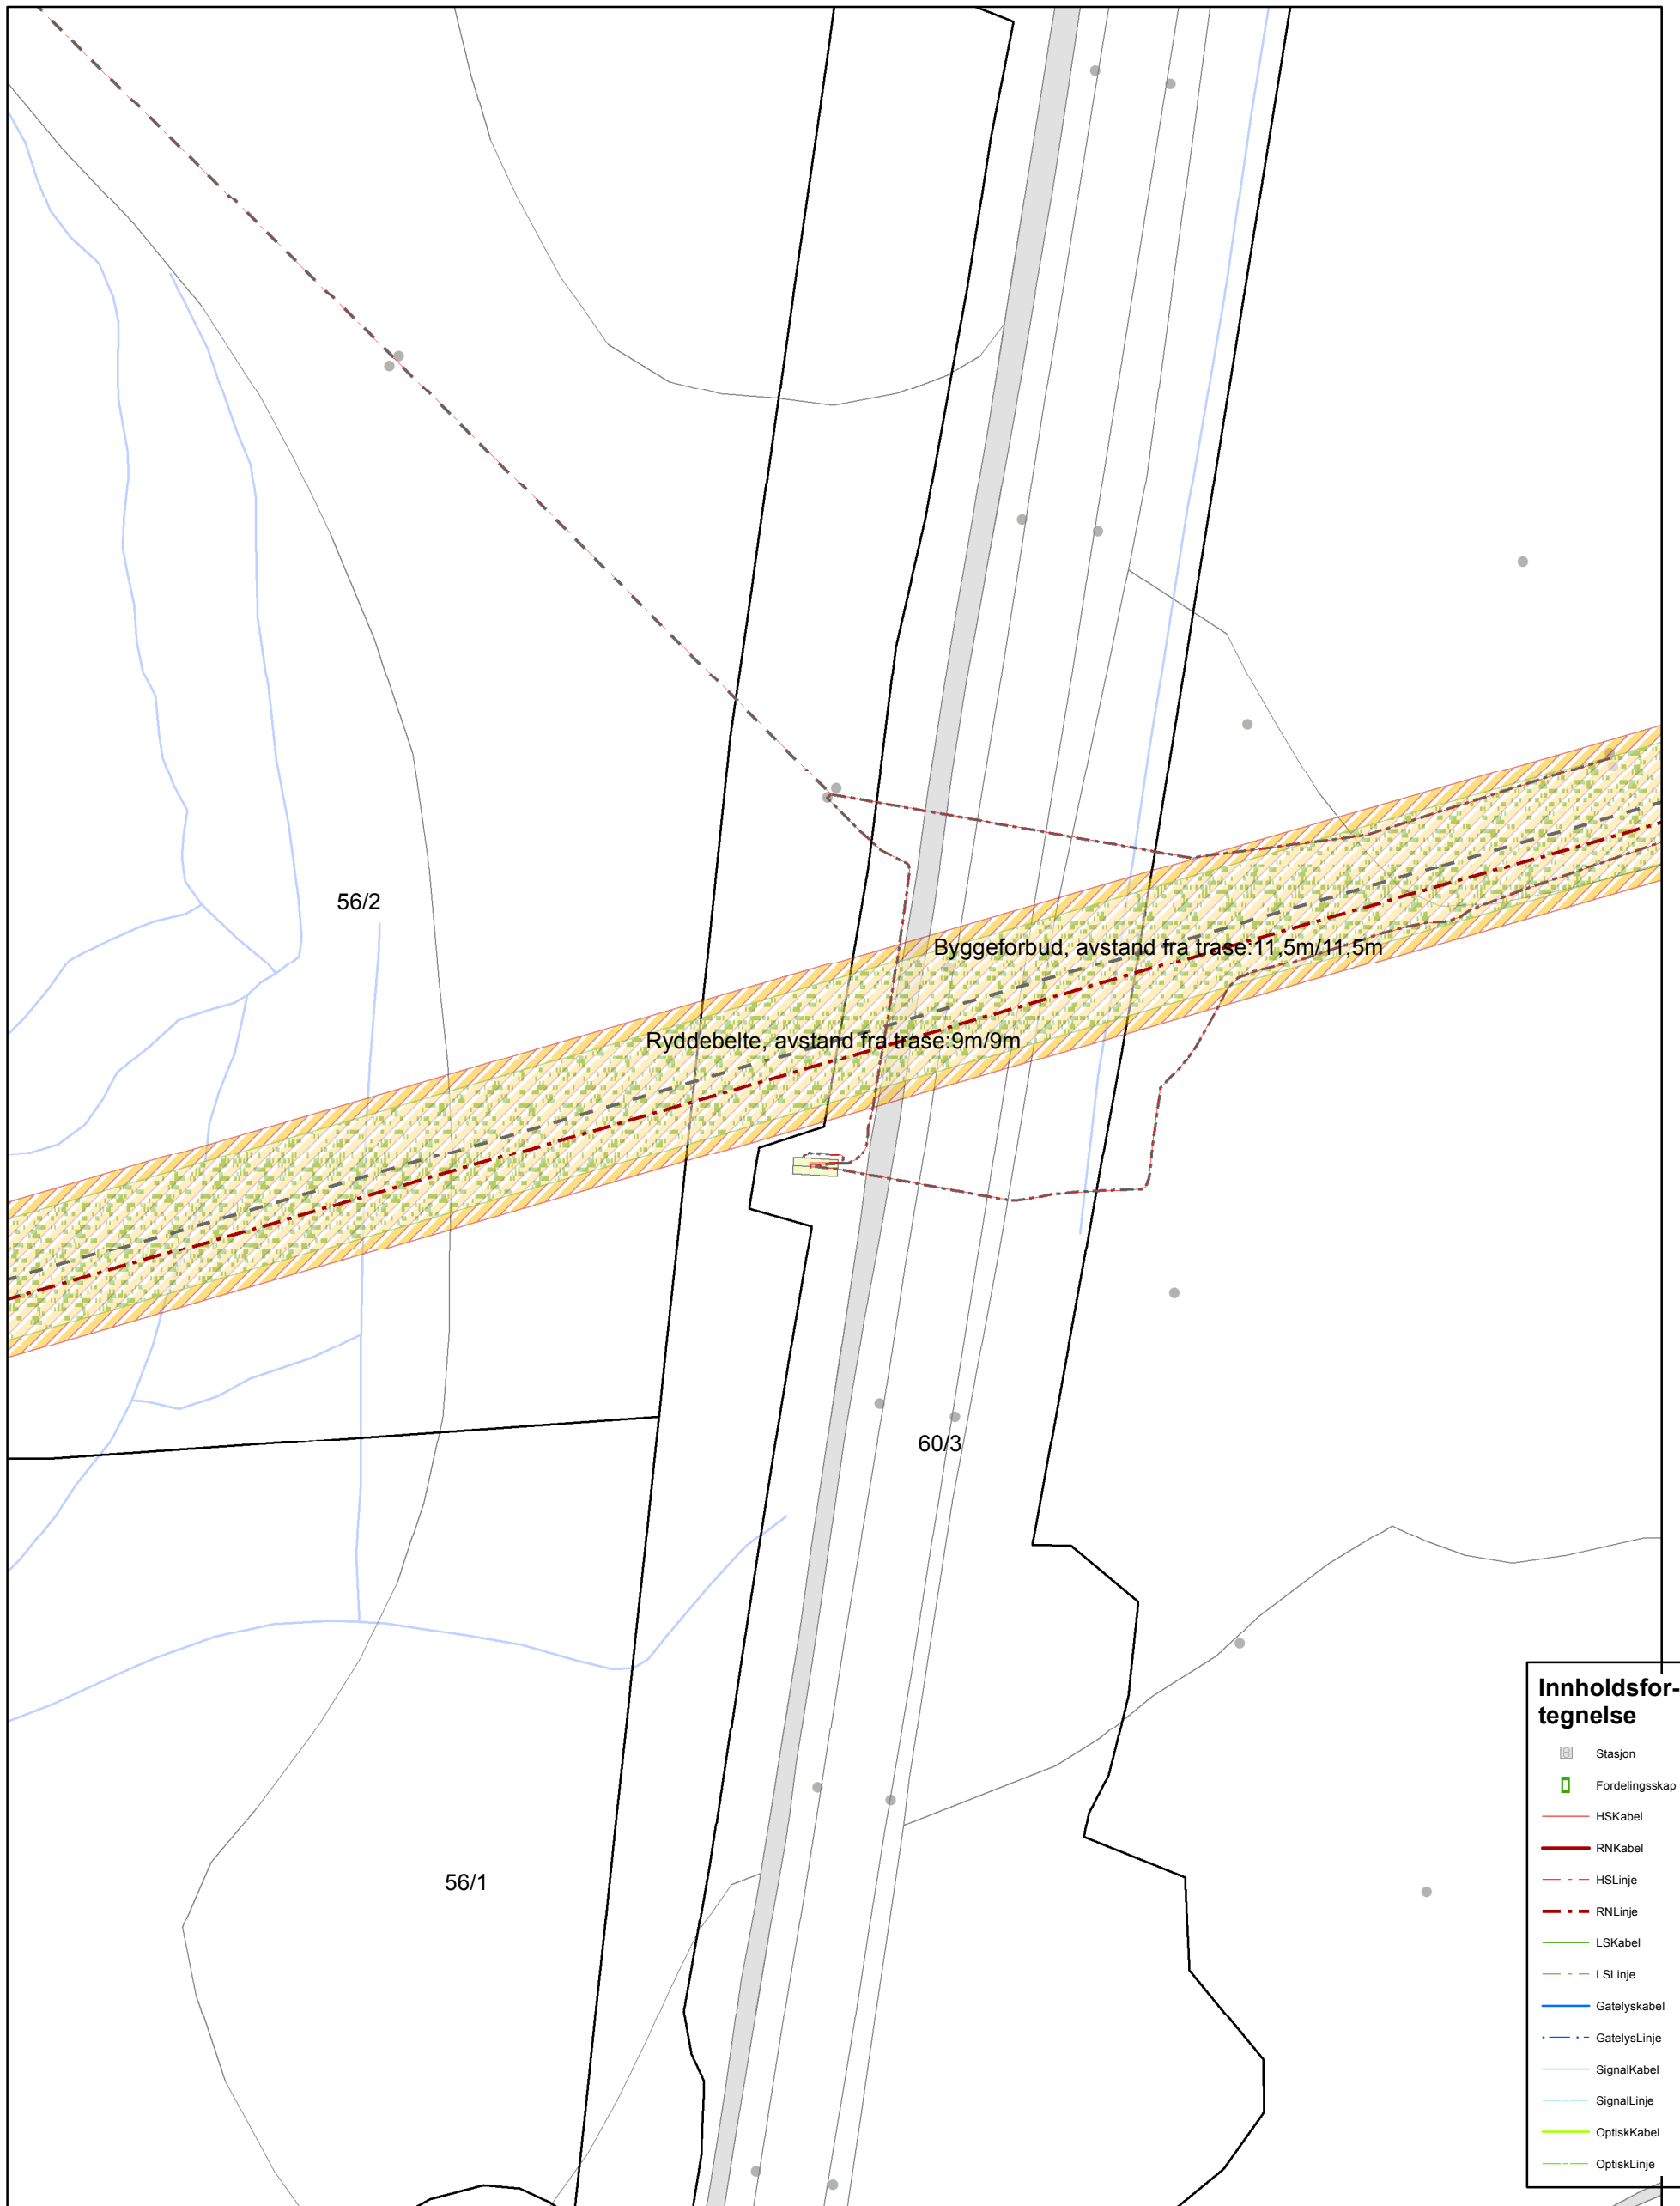 56/2
Byggeforbud, avstand fra trase:11,5m/11,5m
Ryddebelte, avstand fra trase:9m/9m
60/3
56/1
Innholdsfor-
tegnelse
Stasjon
Fordelingsskap
HSKabel
RNKabel
HSLinje
RNLinje
LSKabel
LSLinje
Gatelyskabel
GatelysLinje
SignalKabel
SignalLinje
OptiskKabel
OptiskLinje